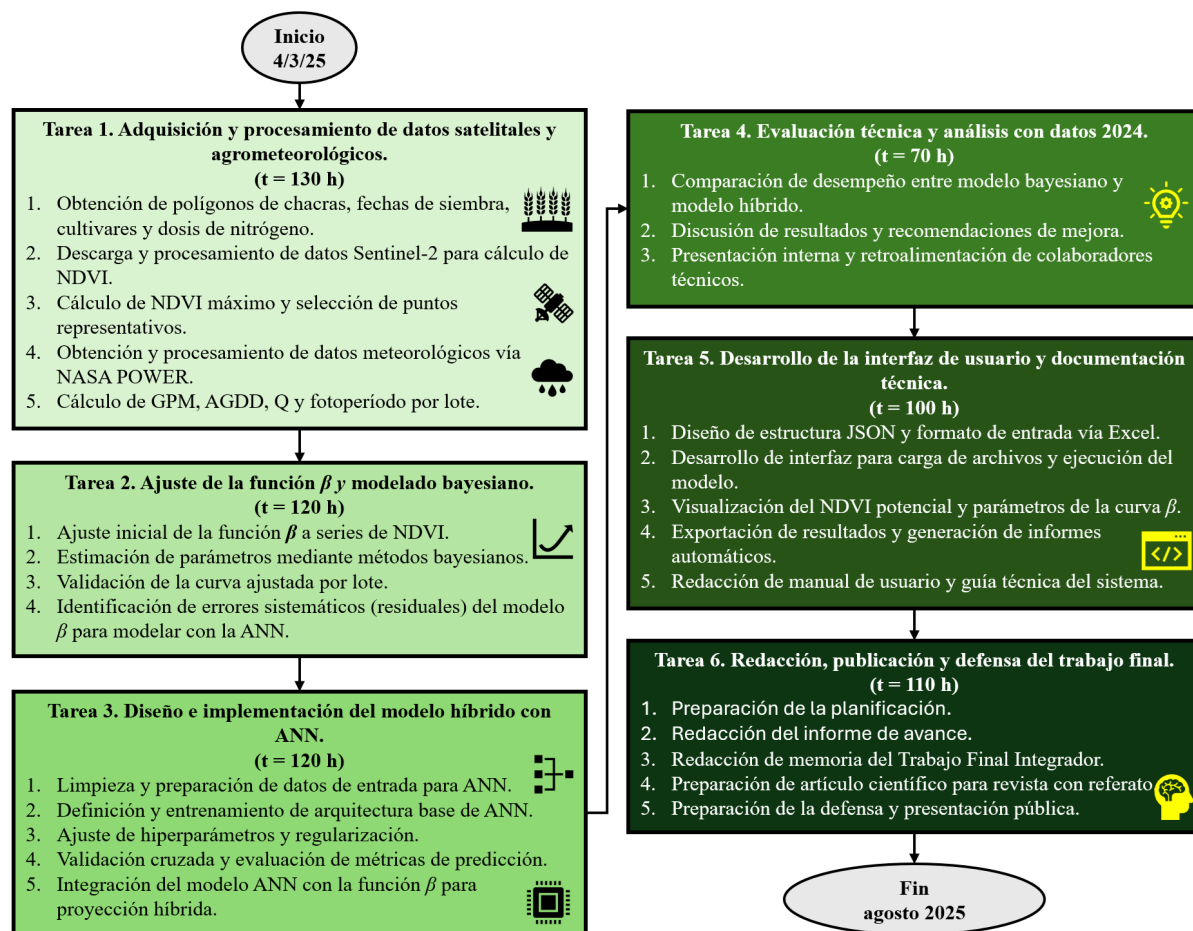 Inicio
4/3/25
Tarea 1. Adquisición y procesamiento de datos satelitales y
agrometeorológicos.
(t = 130 h)
1. Obtención de polígonos de chacras, fechas de siembra,
cultivares y dosis de nitrógeno.
2. Descarga y procesamiento de datos Sentinel-2 para cálculo de
NDVI.
3. Cálculo de NDVI máximo y selección de puntos
representativos.
4. Obtención y procesamiento de datos meteorológicos vía
NASA POWER.
5. Cálculo de GPM, AGDD, Q y fotoperíodo por lote.
Tarea 2. Ajuste de la función β y modelado bayesiano.
(t = 120 h)
1. Ajuste inicial de la función β a series de NDVI.
2. Estimación de parámetros mediante métodos bayesianos.
3. Validación de la curva ajustada por lote.
4. Identificación de errores sistemáticos (residuales) del modelo
β para modelar con la ANN.
Tarea 3. Diseño e implementación del modelo híbrido con
ANN.
(t = 120 h)
1. Limpieza y preparación de datos de entrada para ANN.
2. Definición y entrenamiento de arquitectura base de ANN.
3. Ajuste de hiperparámetros y regularización.
4. Validación cruzada y evaluación de métricas de predicción.
5. Integración del modelo ANN con la función β para
proyección híbrida.
Tarea 4. Evaluación técnica y análisis con datos 2024.
(t = 70 h)
1. Comparación de desempeño entre modelo bayesiano y
modelo híbrido.
2. Discusión de resultados y recomendaciones de mejora.
3. Presentación interna y retroalimentación de colaboradores
técnicos.
Tarea 5. Desarrollo de la interfaz de usuario y documentación
técnica.
(t = 100 h)
1. Diseño de estructura JSON y formato de entrada vía Excel.
2. Desarrollo de interfaz para carga de archivos y ejecución del
modelo.
3. Visualización del NDVI potencial y parámetros de la curva β.
4. Exportación de resultados y generación de informes
automáticos.
</>
5. Redacción de manual de usuario y guía técnica del sistema.
Tarea 6. Redacción, publicación y defensa del trabajo final.
(t = 110 h)
1. Preparación de la planificación.
2. Redacción del informe de avance.
3. Redacción de memoria del Trabajo Final Integrador.
4. Preparación de artículo científico para revista con referato
5. Preparación de la defensa y presentación pública.
Fin
agosto 2025